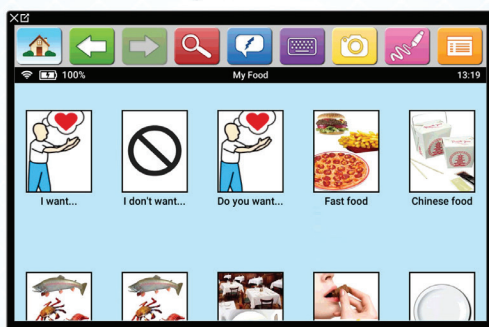 100%
My Food
13:19
I want...
I don't want...
Do you want...
Fast food
Chinese food